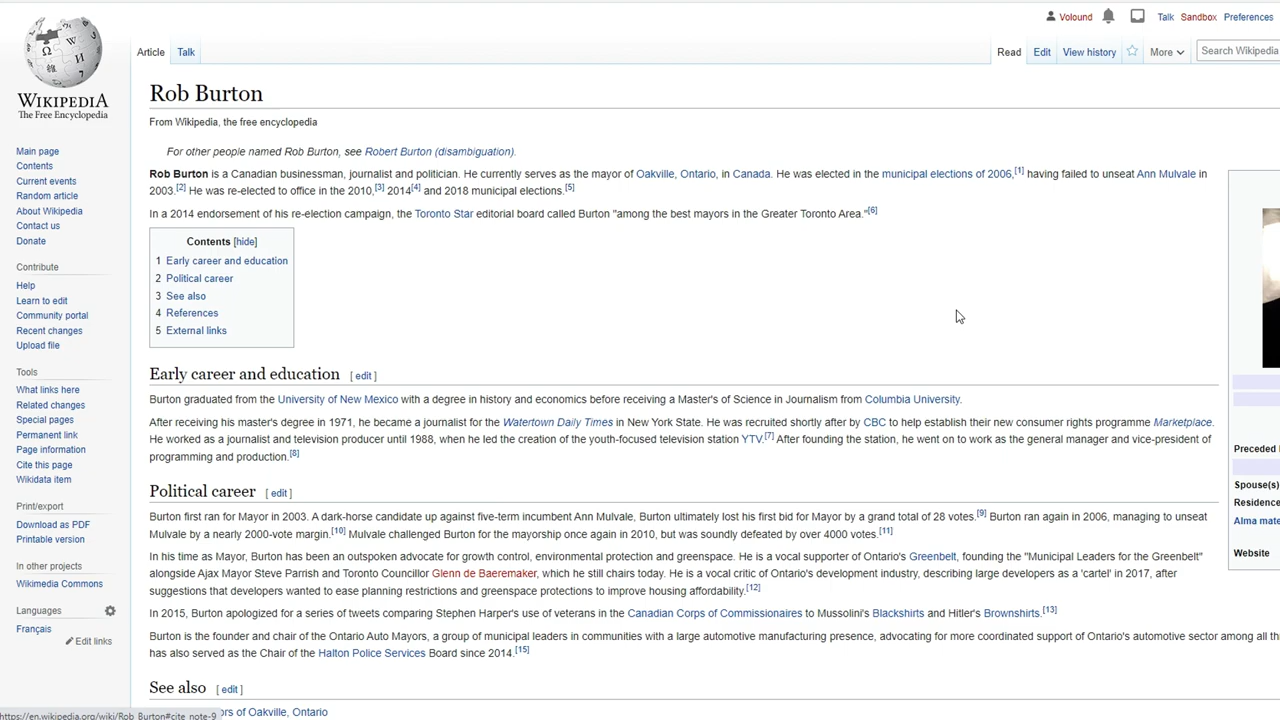 Volound Talk Sandbox Preferences
Article Talk Read Edit View history More Search Wikipedia
WIKIPEDIA
The Free Encyclopedia
Main page
Contents
Current events
Random article
About Wikipedia
Contact us
Donate
Contribute
Help
Learn to edit
Community portal
Recent changes
Upload file
Tools
What links here
Related changes
Special pages
Permanent link
Page information
Cite this page
Wikidata item
Print/export
Download as PDF
Printable version
In other projects
Wikimedia Commons
Languages
Français
Edit links
Rob Burton
From Wikipedia, the free encyclopedia
For other people named Rob Burton, see Robert Burton (disambiguation).
Rob Burton is a Canadian businessman, journalist and politician. He currently serves as the mayor of Oakville, Ontario, in Canada. He was elected in the municipal elections of 2006,[1] having failed to unseat Ann Mulvale in
2003.[2] He was re-elected to office in the 2010,[3] 2014[4] and 2018 municipal elections.[5]
In a 2014 endorsement of his re-election campaign, the Toronto Star editorial board called Burton "among the best mayors in the Greater Toronto Area."[6]
Contents [hide]
1 Early career and education
2 Political career
3 See also
4 References
5 External links
Early career and education [ edit ]
Burton graduated from the University of New Mexico with a degree in history and economics before receiving a Master's of Science in Journalism from Columbia University.
After receiving his master's degree in 1971, he became a journalist for the Watertown Daily Times in New York State. He was recruited shortly after by CBC to help establish their new consumer rights programme Marketplace.
He worked as a journalist and television producer until 1988, when he led the creation of the youth-focused television station YTV.[7] After founding the station, he went on to work as the general manager and vice-president of
programming and production.[8]
Political career [ edit ]
Burton first ran for Mayor in 2003. A dark-horse candidate up against five-term incumbent Ann Mulvale, Burton ultimately lost his first bid for Mayor by a grand total of 28 votes.[9] Burton ran again in 2006, managing to unseat
Mulvale by a nearly 2000-vote margin.[10] Mulvale challenged Burton for the mayorship once again in 2010, but was soundly defeated by over 4000 votes.[11]
In his time as Mayor, Burton has been an outspoken advocate for growth control, environmental protection and greenspace. He is a vocal supporter of Ontario's Greenbelt, founding the "Municipal Leaders for the Greenbelt"
alongside Ajax Mayor Steve Parrish and Toronto Councillor Glenn de Baeremaker, which he still chairs today. He is a vocal critic of Ontario's development industry, describing large developers as a 'cartel' in 2017, after
suggestions that developers wanted to ease planning restrictions and greenspace protections to improve housing affordability.[12]
In 2015, Burton apologized for a series of tweets comparing Stephen Harper's use of veterans in the Canadian Corps of Commissionaires to Mussolini's Blackshirts and Hitler's Brownshirts.[13]
Burton is the founder and chair of the Ontario Auto Mayors, a group of municipal leaders in communities with a large automotive manufacturing presence, advocating for more coordinated support of Ontario's automotive sector among all
has also served as the Chair of the Halton Police Services Board since 2014.[15]
See also [ edit ]
ors of Oakville, Ontario
Preceded
Spouse(s)
Residence
Alma mate
Website
https://en.wikipedia.org/wiki/Rob_Burton#cite_note-9